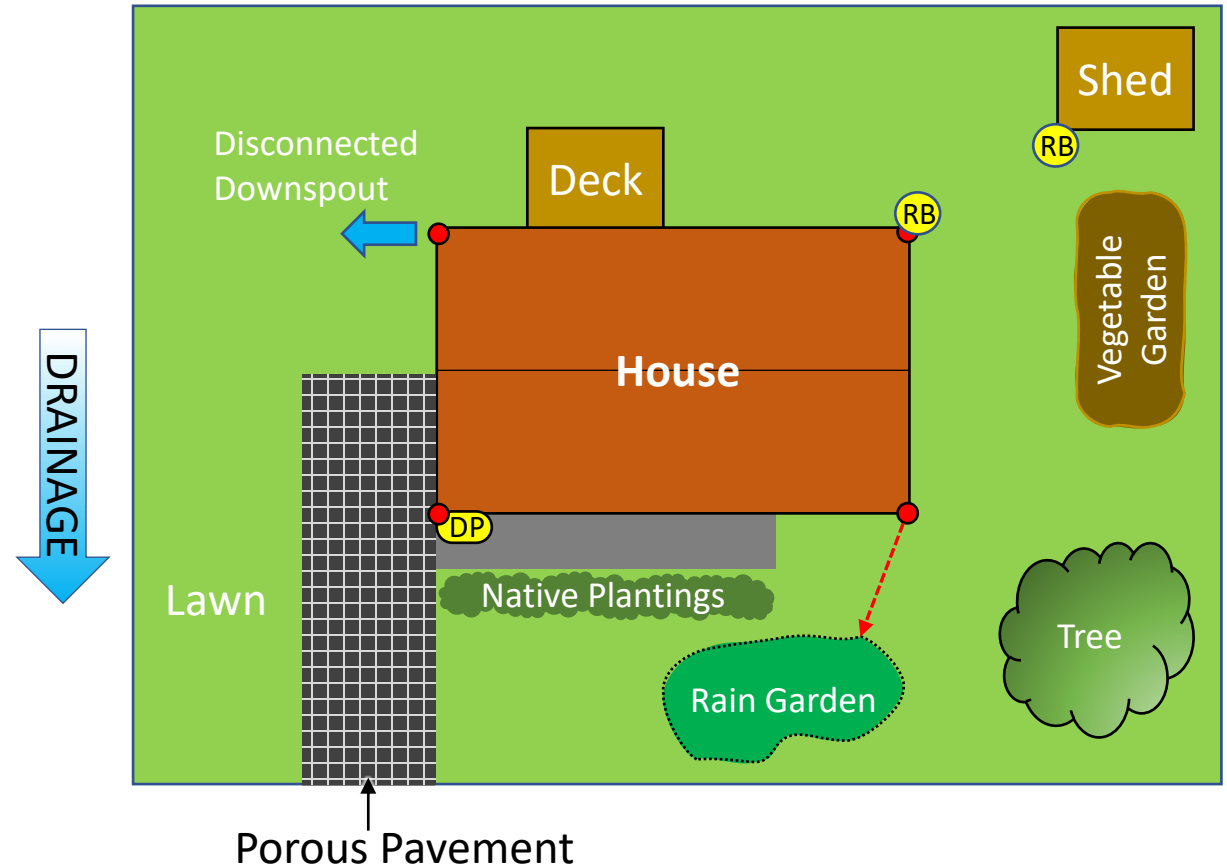 Shed
RB
Disconnected
Downspout
Deck
RB
Vegetable
Garden
DRAINAGE
House
DP
Lawn
Native Plantings
Tree
Rain Garden
Porous Pavement